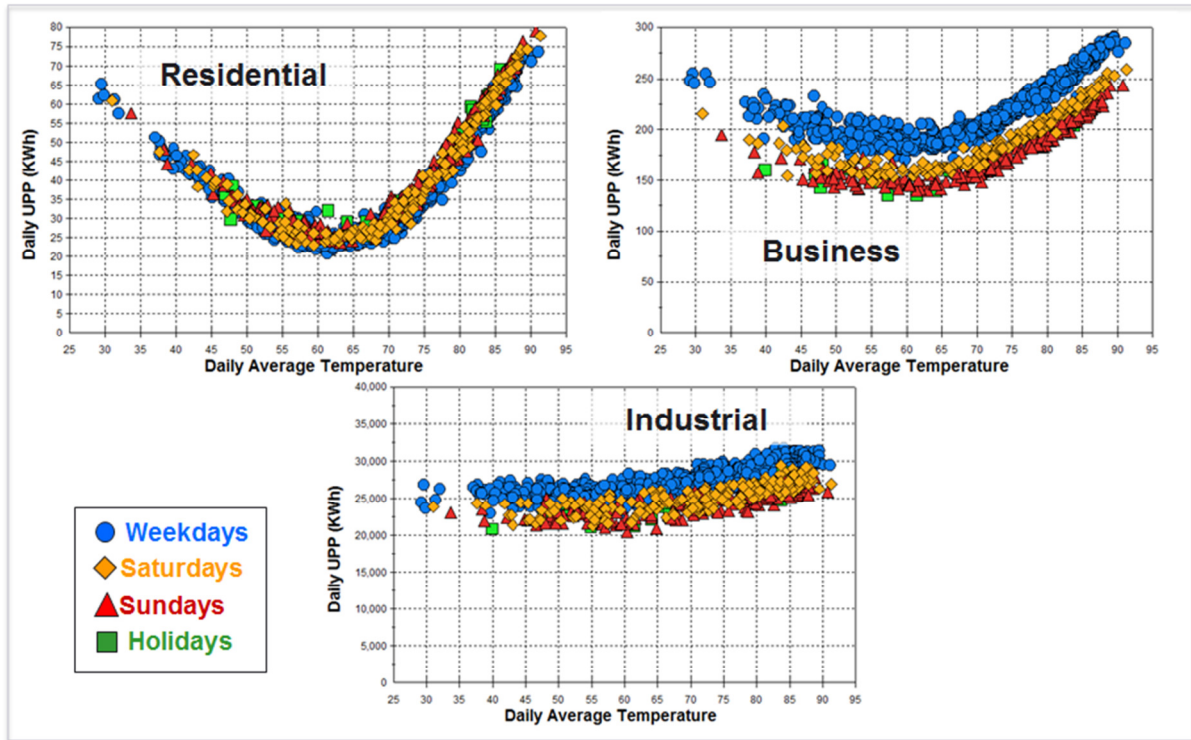 Residential
Daily UPP (KWh)
80
75
70
65
60
55
50
45
40
35
30
25
20
15
10
5
0
25 30 35 40 45 50 55 60 65 70 75 80 85 90 95
Daily Average Temperature
Business
Daily UPP (KWh)
300
250
200
150
100
50
0
25 30 35 40 45 50 55 60 65 70 75 80 85 90 95
Daily Average Temperature
Industrial
Daily UPP (KWh)
40,000
35,000
30,000
25,000
20,000
15,000
10,000
5,000
0
25 30 35 40 45 50 55 60 65 70 75 80 85 90 95
Daily Average Temperature
Weekdays
Saturdays
Sundays
Holidays